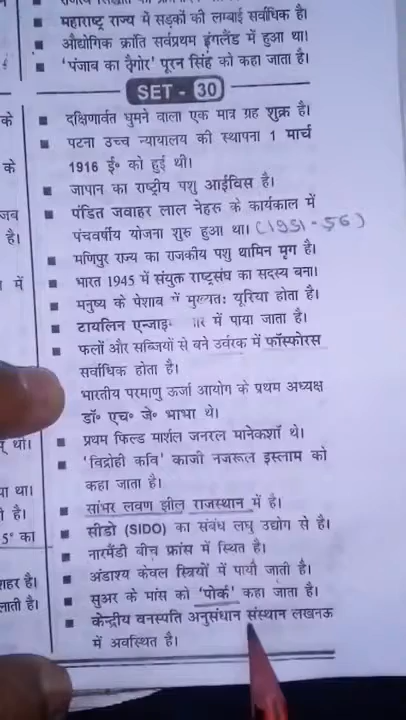 महाराष्ट्र राज्य में सड़कों की लम्बाई सर्वाधिक है।
औद्योगिक क्रांति सर्वप्रथम इंगलैंड में हुआ था।
'पंजाब का टैगोर' पूरन सिंह को कहा जाता है।
SET - 30
दक्षिणार्वत घुमने वाला एक मात्र ग्रह शुक्र है।
पटना उच्च न्यायालय की स्थापना 1 मार्च
1916 ई॰ को हुई थी।
जापान का राष्ट्रीय पशु आईविस है।
पंडित जवाहर लाल नेहरु के कार्यकाल में
पंचवर्षीय योजना शुरु हुआ था। (1951-56)
मणिपुर राज्य का राजकीय पशु थामिन मृग है।
भारत 1945 में संयुक्त राष्ट्रसंघ का सदस्य बना।
मनुष्य के पेशाब में मुख्यतः यूरिया होता है।
टायलिन एन्जाइ लार में पाया जाता है।
फलों और सब्जियों से बने उर्वरक में फॉस्फोरस
सर्वाधिक होता है।
भारतीय परमाणु ऊर्जा आयोग के प्रथम अध्यक्ष
डॉ॰ एच॰ जे॰ भाभा थे।
प्रथम फिल्ड मार्शल जनरल मानेकशॉ थे।
'विद्रोही कवि' काजी नजरूल इस्लाम को
कहा जाता है।
सांभर लवण झील राजस्थान में है।
सीडो (SIDO) का संबंध लघु उद्योग से है।
नारमैंडी बीच फ्रांस में स्थित है।
अंडाश्य केवल स्त्रियों में पायी जाती है।
सुअर के मांस को 'पोर्क' कहा जाता है।
केन्द्रीय वनस्पति अनुसंधान संस्थान लखनऊ
में अवस्थित है।
के
के
है।
में
था।
है।
5° का
है।
है।